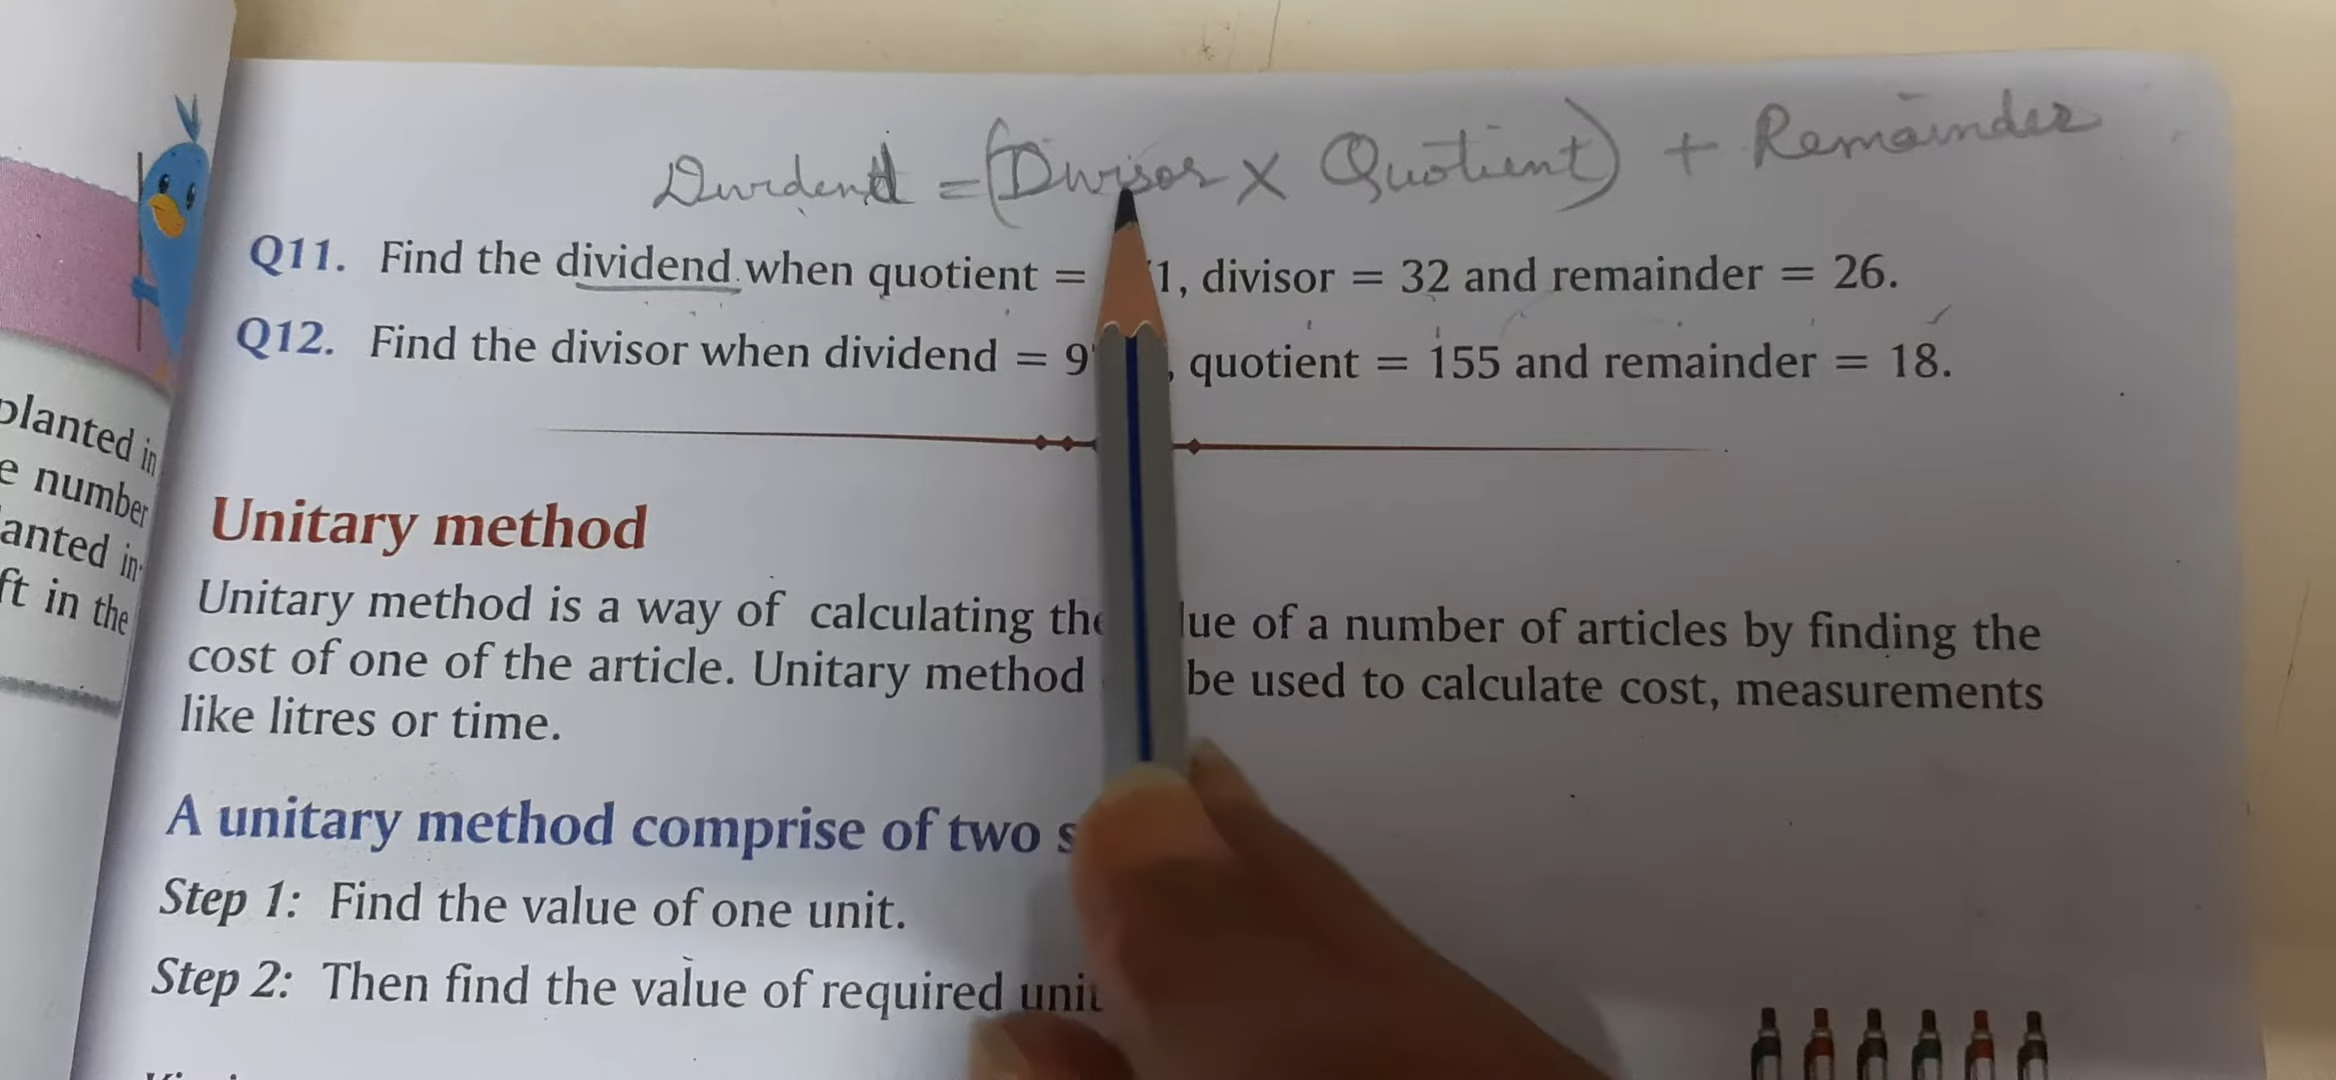 Dividend = (Divisor × Quotient) + Remainder
Q11. Find the dividend when quotient = 1, divisor = 32 and remainder = 26.
Q12. Find the divisor when dividend = 9 , quotient = 155 and remainder = 18.
planted in
number
in
ft in the
Unitary method
Unitary method is a way of calculating of a number of articles by finding the
cost of one of the article. Unitary method be used to calculate cost, measurements
like litres or time.
A unitary method comprise of two
Step 1: Find the value of one unit.
Step 2: Then find the value of required